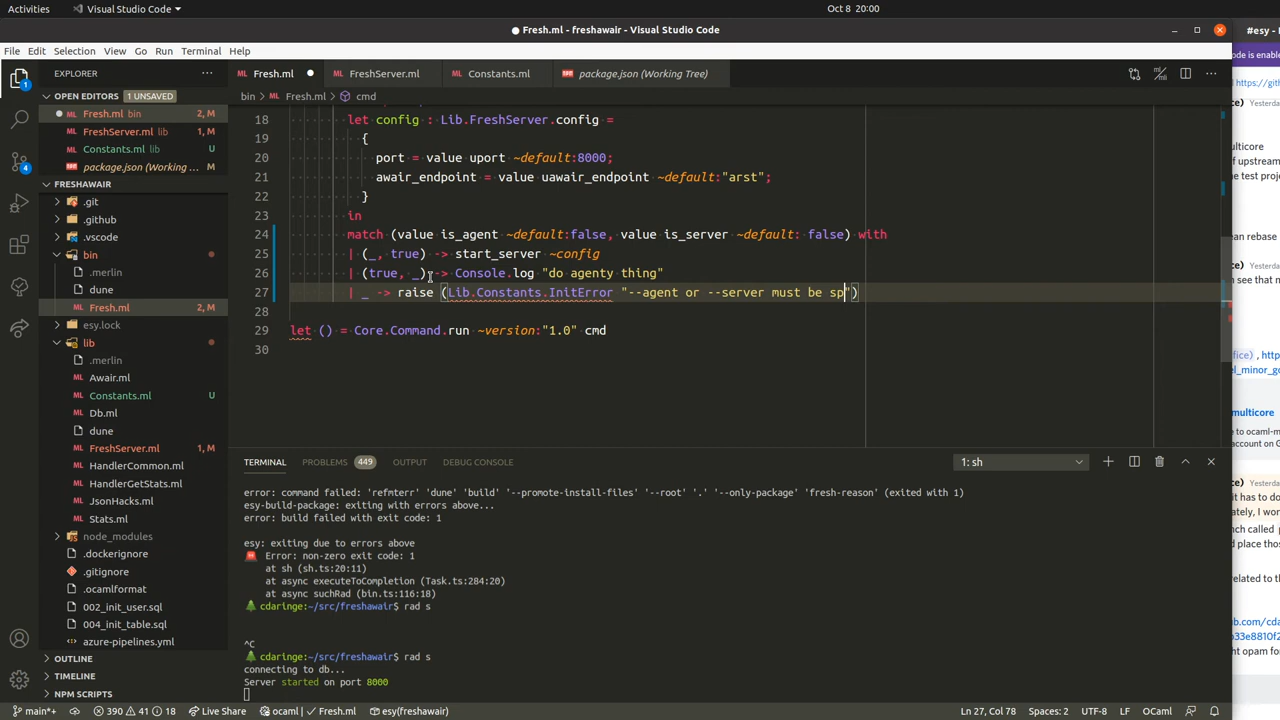 Activities
Visual Studio Code
Oct 8 20:00
Fresh.ml - freshawair - Visual Studio Code
#esy -
File Edit Selection View Go Run Terminal Help
EXPLORER
Fresh.ml
FreshServer.ml
Constants.ml
package.json (Working Tree)
OPEN EDITORS 1 UNSAVED
bin > Fresh.ml > cmd
Fresh.ml bin 2, M
FreshServer.ml lib 1, M
Constants.ml lib U
package.json (Working ... M
FRESHAWAIR
.git
.github
.vscode
bin
.merlin
dune
Fresh.ml 2, M
esy.lock
lib
.merlin
Awair.ml
Constants.ml U
Db.ml
dune
FreshServer.ml 1, M
HandlerCommon.ml
HandlerGetStats.ml
JsonHacks.ml
Stats.ml
node_modules
.dockerignore
.gitignore
.ocamlformat
002_init_user.sql
004_init_table.sql
azure-pipelines.yml
OUTLINE
TIMELINE
NPM SCRIPTS
18 let config : Lib.FreshServer.config =
19 {
20 port = value uport ~default:8000;
21 awair_endpoint = value uawair_endpoint ~default:"arst";
22 }
23 in
24 match (value is_agent ~default:false, value is_server ~default: false) with
25 | (_, true) -> start_server ~config
26 | (true, _) -> Console.log "do agenty thing"
27 | _ -> raise (Lib.Constants.InitError "--agent or --server must be sp")
28
29 let () = Core.Command.run ~version:"1.0" cmd
30
TERMINAL PROBLEMS 449 OUTPUT DEBUG CONSOLE
1: sh
error: command failed: 'refmterr' 'dune' 'build' '--promote-install-files' '--root' '.' '--only-package' 'fresh-reason' (exited with 1)
esy-build-package: exiting with errors above...
error: build failed with exit code: 1
esy: exiting due to errors above
Error: non-zero exit code: 1
at sh (sh.ts:20:11)
at async executeToCompletion (Task.ts:284:20)
at async suchRad (bin.ts:116:18)
cdaringe:~/src/freshawair$ rad s
^C
cdaringe:~/src/freshawair$ rad s
connecting to db...
Server started on port 8000
main*+
390 41 18
Live Share
ocaml | Fresh.ml
esy(freshawair)
Ln 27, Col 78
Spaces: 2
UTF-8
LF
OCaml